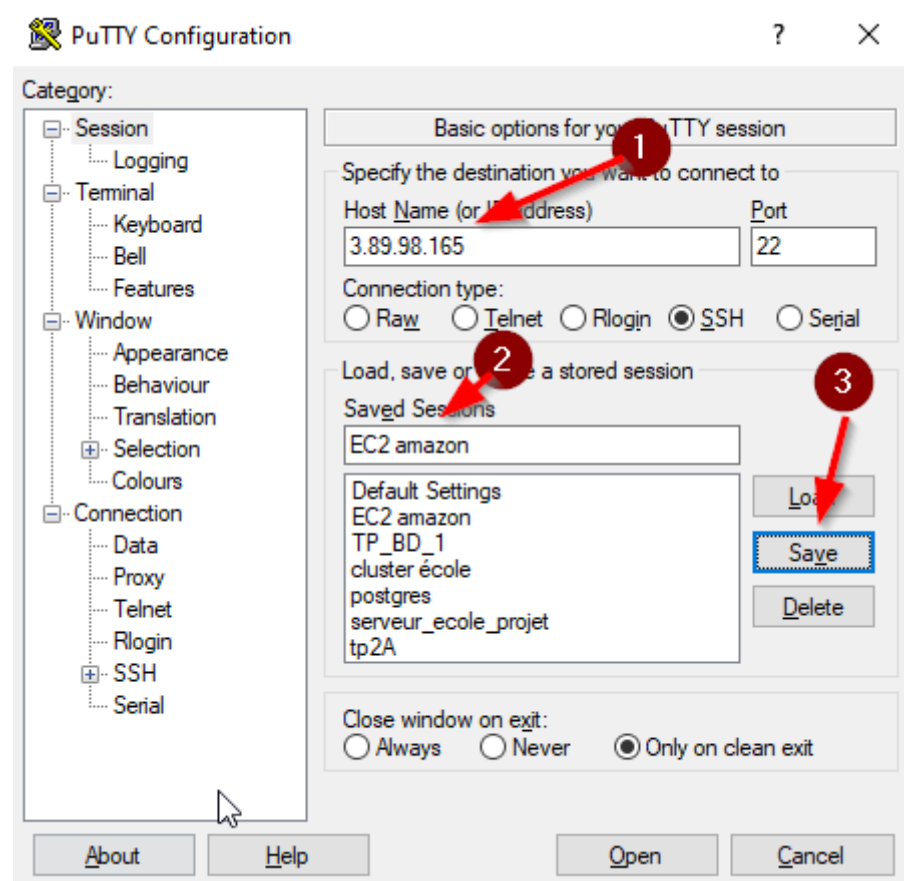 PuTTY Configuration
?
Category:
Session
Logging
Terminal
Keyboard
Bell
Features
Window
Appearance
Behaviour
Translation
Selection
Colours
Connection
Data
Proxy
Telnet
Rlogin
SSH
Serial
Basic options for TTY session
1
Specify the destination you want to connect to
Host Name (or address)
Port
3.89.98.165
22
Connection type:
Raw Telnet Rlogin SSH Serial
2
Load, save or a stored session
3
Saved Sessions
EC2 amazon
Default Settings
EC2 amazon
TP_BD_1
cluster école
postgres
serveur_ecole_projet
tp2A
Save
Delete
Close window on exit:
Always Never Only on clean exit
About
Help
Open
Cancel